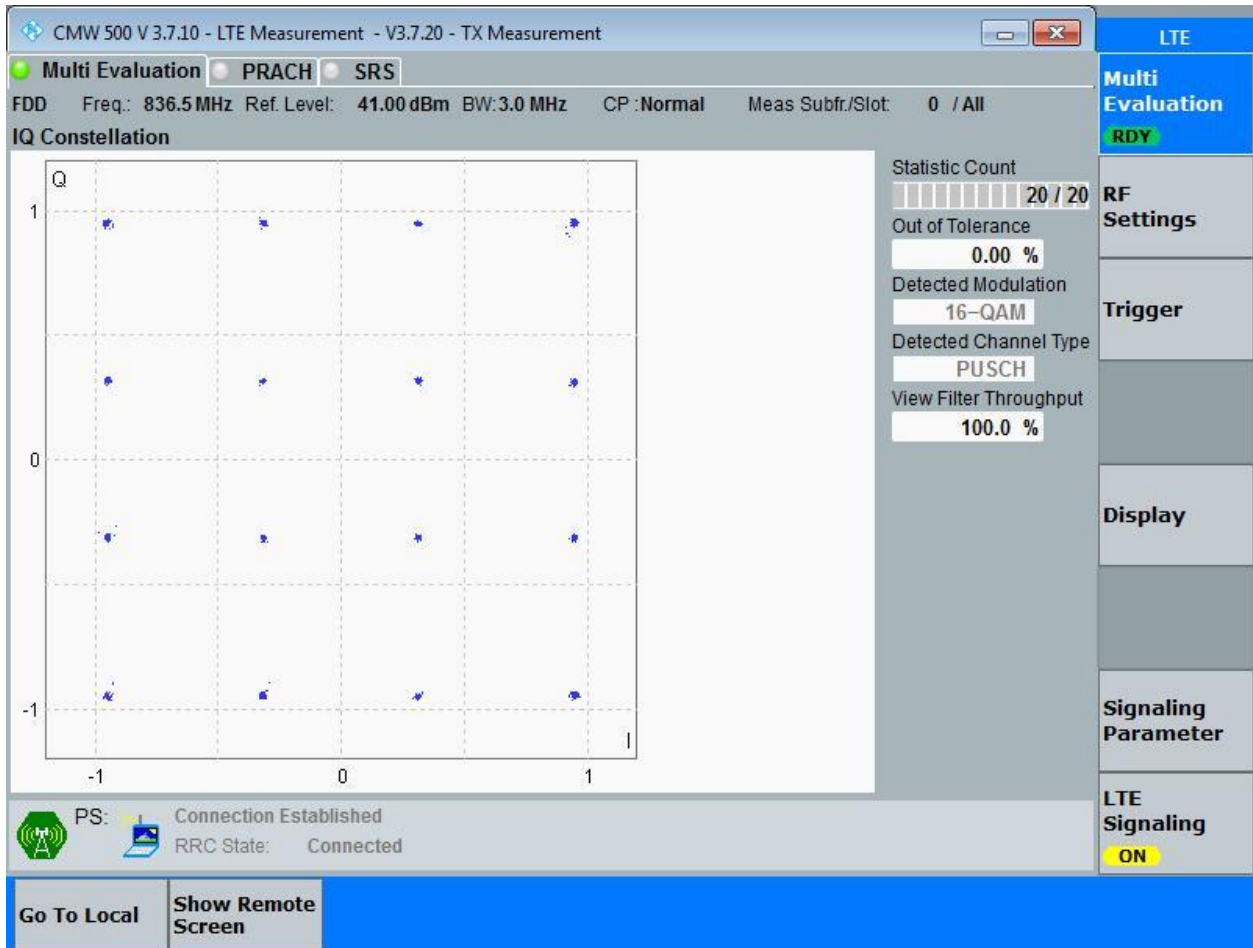 CMW 500 V 3.7.10 - LTE Measurement - V3.7.20 - TX Measurement
LTE
Multi Evaluation PRACH SRS
Multi
Evaluation
RDY
FDD Freq.: 836.5 MHz Ref. Level: 41.00 dBm BW: 3.0 MHz CP : Normal Meas Subfr./Slot: 0 / All
IQ Constellation
Q
1
0
-1
I
-1 0 1
Statistic Count
20 / 20
Out of Tolerance
0.00 %
Detected Modulation
16-QAM
Detected Channel Type
PUSCH
View Filter Throughput
100.0 %
RF
Settings
Trigger
Display
Signaling
Parameter
LTE
Signaling
ON
PS: Connection Established
RRC State: Connected
Go To Local
Show Remote
Screen